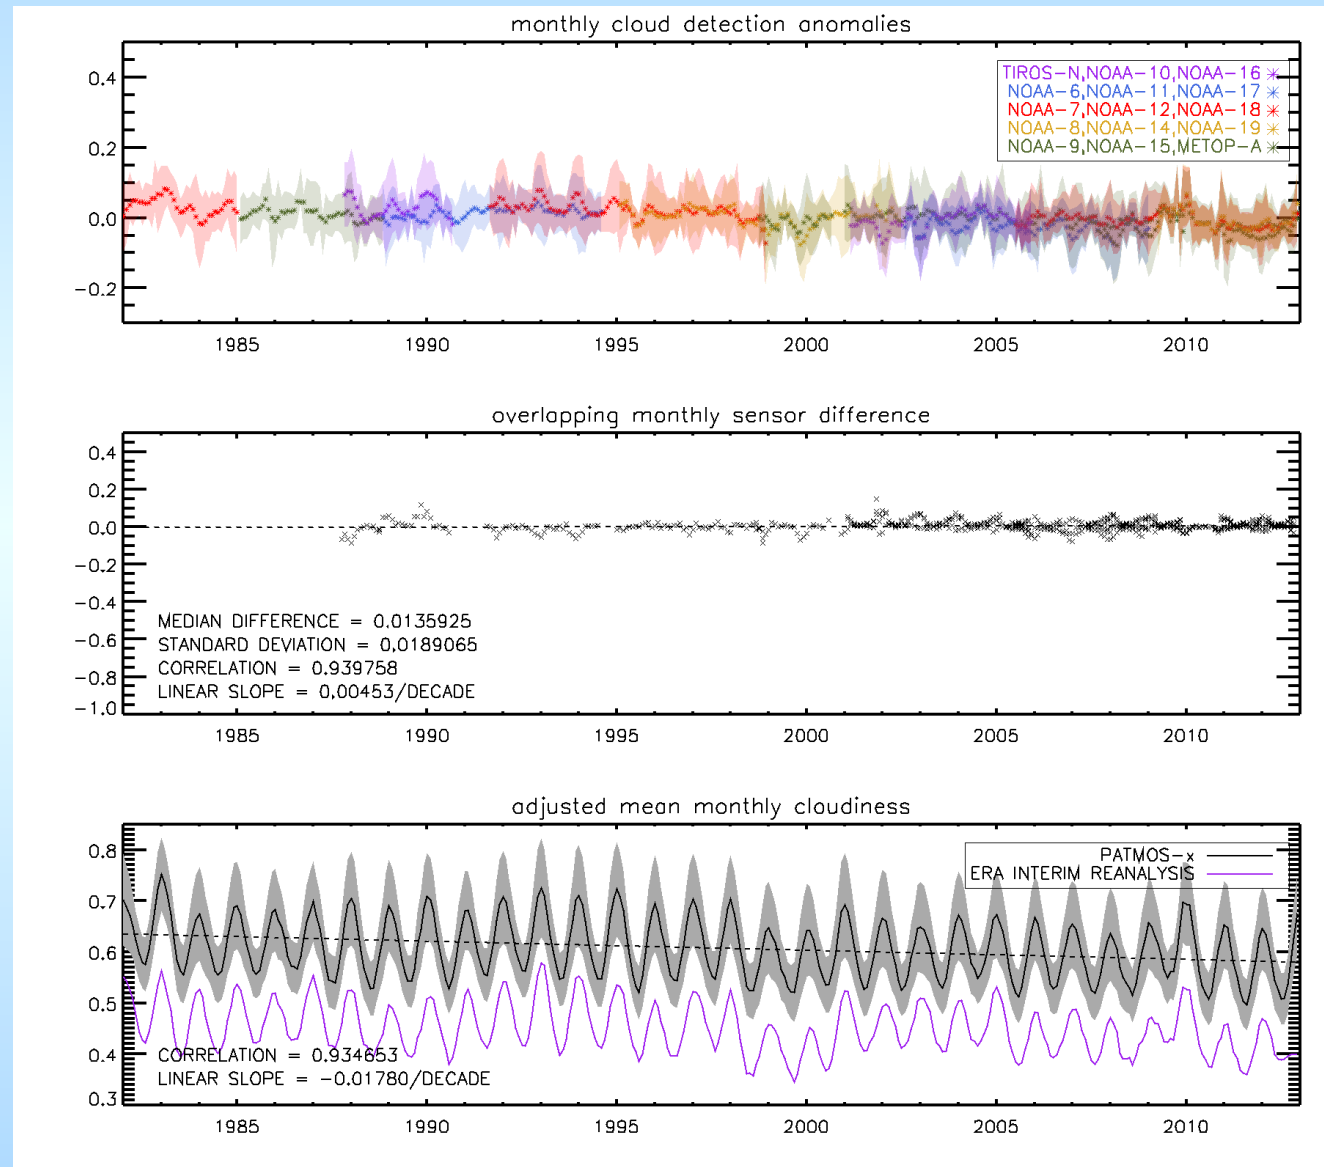 monthly cloud detection anomalies
0.4
0.2
0.0
-0.2
TIROS-N,NOAA-10,NOAA-16
NOAA-6,NOAA-11,NOAA-17
NOAA-7,NOAA-12,NOAA-18
NOAA-8,NOAA-14,NOAA-19
NOAA-9,NOAA-15,METOP-A
1985 1990 1995 2000 2005 2010
overlapping monthly sensor difference
0.4
0.2
0.0
-0.2
-0.4
-0.6
-0.8
-1.0
MEDIAN DIFFERENCE = 0.0135925
STANDARD DEVIATION = 0.0189065
CORRELATION = 0.939758
LINEAR SLOPE = 0.00453/DECADE
1985 1990 1995 2000 2005 2010
adjusted mean monthly cloudiness
0.8
0.7
0.6
0.5
0.4
0.3
PATMOS-x
ERA INTERIM REANALYSIS
CORRELATION = 0.934653
LINEAR SLOPE = -0.01780/DECADE
1985 1990 1995 2000 2005 2010